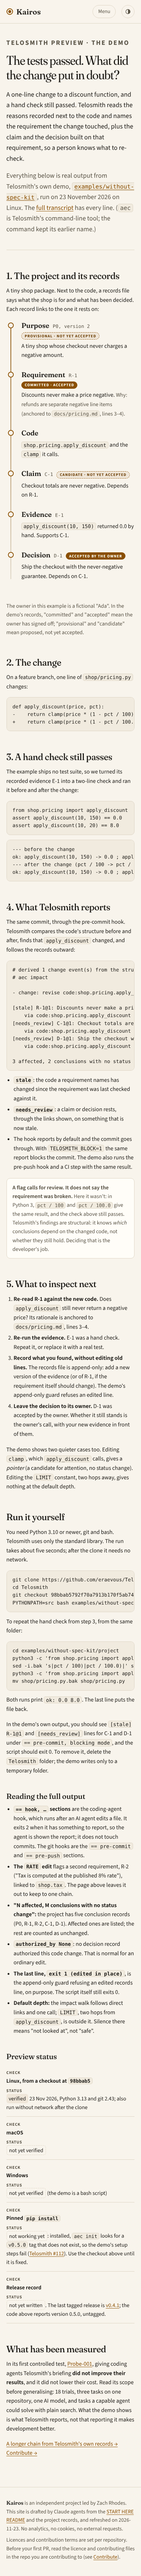 Kairos
Menu
TELOSMITH PREVIEW · THE DEMO
The tests passed. What did
the change put in doubt?
A one-line change to a discount function,
and a hand check still passed. Telosmith reads the
reasons recorded next to the code and names
the requirement the change touched, plus the
claim and the decision built on that
requirement, so a person knows what to re-
check.
Everything below is real output from
Telosmith's own demo, examples/without-
spec-kit, run on 23 November 2026 on
Linux. The full transcript has every line. (aec
is Telosmith's command-line tool; the
command kept its earlier name.)
1. The project and its records
A tiny shop package. Next to the code, a records file
says what the shop is for and what has been decided.
Each record links to the one it rests on:
Purpose P0, version 2
PROVISIONAL · NOT YET ACCEPTED
A tiny shop whose checkout never charges a
negative amount.
Requirement R-1
COMMITTED · ACCEPTED
Discounts never make a price negative. Why:
refunds are separate negative line items
(anchored to docs/pricing.md, lines 3–4).
Code
shop.pricing.apply_discount and the
clamp it calls.
Claim C-1 CANDIDATE · NOT YET ACCEPTED
Checkout totals are never negative. Depends
on R-1.
Evidence E-1
apply_discount(10, 150) returned 0.0 by
hand. Supports C-1.
Decision D-1 ACCEPTED BY THE OWNER
Ship the checkout with the never-negative
guarantee. Depends on C-1.
The owner in this example is a fictional "Ada". In the
demo's records, "committed" and "accepted" mean the
owner has signed off; "provisional" and "candidate"
mean proposed, not yet accepted.
2. The change
On a feature branch, one line of shop/pricing.py
changes:
def apply_discount(price, pct):
- return clamp(price * (1 - pct / 100)
+ return clamp(price * (1 - pct / 100.
3. A hand check still passes
The example ships no test suite, so we turned its
recorded evidence E-1 into a two-line check and ran
it before and after the change:
from shop.pricing import apply_discount
assert apply_discount(10, 150) == 0.0
assert apply_discount(10, 20) == 8.0
--- before the change
ok: apply_discount(10, 150) -> 0.0 ; appl
--- after the change (pct / 100 -> pct /
ok: apply_discount(10, 150) -> 0.0 ; appl
4. What Telosmith reports
The same commit, through the pre-commit hook.
Telosmith compares the code's structure before and
after, finds that apply_discount changed, and
follows the records outward:
# derived 1 change event(s) from the stru
# aec impact
- change: revise code:shop.pricing.apply_
[stale] R-1@1: Discounts never make a pri
via code:shop.pricing.apply_discount
[needs_review] C-1@1: Checkout totals are
via code:shop.pricing.apply_discount
[needs_review] D-1@1: Ship the checkout w
via code:shop.pricing.apply_discount
3 affected, 2 conclusions with no status
stale: the code a requirement names has
changed since the requirement was last checked
against it.
needs_review: a claim or decision rests,
through the links shown, on something that is
now stale.
The hook reports by default and the commit goes
through. With TELOSMITH_BLOCK=1 the same
report blocks the commit. The demo also runs the
pre-push hook and a CI step with the same result.
A flag calls for review. It does not say the
requirement was broken. Here it wasn't: in
Python 3, pct / 100 and pct / 100.0 give
the same result, and the check above still passes.
Telosmith's findings are structural: it knows which
conclusions depend on the changed code, not
whether they still hold. Deciding that is the
developer's job.
5. What to inspect next
1. Re-read R-1 against the new code. Does
apply_discount still never return a negative
price? Its rationale is anchored to
docs/pricing.md, lines 3–4.
2. Re-run the evidence. E-1 was a hand check.
Repeat it, or replace it with a real test.
3. Record what you found, without editing old
lines. The records file is append-only: add a new
version of the evidence (or of R-1, if the
requirement itself should change). The demo's
append-only guard refuses an edited line.
4. Leave the decision to its owner. D-1 was
accepted by the owner. Whether it still stands is
the owner's call, with your new evidence in front
of them.
The demo shows two quieter cases too. Editing
clamp, which apply_discount calls, gives a
pointer (a candidate for attention, no status change).
Editing the LIMIT constant, two hops away, gives
nothing at the default depth.
Run it yourself
You need Python 3.10 or newer, git and bash.
Telosmith uses only the standard library. The run
takes about five seconds; after the clone it needs no
network.
git clone https://github.com/eraevous/Tel
cd Telosmith
git checkout 98bbab5792f78a7913b170f5ab74
PYTHONPATH=src bash examples/without-spec
To repeat the hand check from step 3, from the same
folder:
cd examples/without-spec-kit/project
python3 -c 'from shop.pricing import appl
sed -i.bak 's|pct / 100|pct / 100.0|' s
python3 -c 'from shop.pricing import appl
mv shop/pricing.py.bak shop/pricing.py
Both runs print ok: 0.0 8.0. The last line puts the
file back.
In the demo's own output, you should see [stale]
R-1@1 and [needs_review] lines for C-1 and D-1
under == pre-commit, blocking mode, and the
script should exit 0. To remove it, delete the
Telosmith folder; the demo writes only to a
temporary folder.
Reading the full output
== hook, … sections are the coding-agent
hook, which runs after an AI agent edits a file. It
exits 2 when it has something to report, so the
agent is shown the report; it does not touch
commits. The git hooks are the == pre-commit
and == pre-push sections.
The RATE edit flags a second requirement, R-2
("Tax is computed at the published 8% rate"),
linked to shop.tax. The page above leaves it
out to keep to one chain.
"N affected, M conclusions with no status
change": the project has five conclusion records
(P0, R-1, R-2, C-1, D-1). Affected ones are listed; the
rest are counted as unchanged.
authorized_by None: no decision record
authorized this code change. That is normal for an
ordinary edit.
The last line, exit 1 (edited in place), is
the append-only guard refusing an edited records
line, on purpose. The script itself still exits 0.
Default depth: the impact walk follows direct
links and one call; LIMIT, two hops from
apply_discount, is outside it. Silence there
means "not looked at", not "safe".
Preview status
CHECK
Linux, from a checkout at 98bbab5
STATUS
verified 23 Nov 2026, Python 3.13 and git 2.43; also
run without network after the clone
CHECK
macOS
STATUS
not yet verified
CHECK
Windows
STATUS
not yet verified (the demo is a bash script)
CHECK
Pinned pip install
STATUS
not working yet: installed, aec init looks for a
v0.5.0 tag that does not exist, so the demo's setup
steps fail (Telosmith #112). Use the checkout above until
it is fixed.
CHECK
Release record
STATUS
not yet written. The last tagged release is v0.4.1; the
code above reports version 0.5.0, untagged.
What has been measured
In its first controlled test, Probe-001, giving coding
agents Telosmith's briefing did not improve their
results, and it did not lower their cost. Read its scope
before generalising: 18 trials, three tasks on one
repository, one AI model, and tasks a capable agent
could solve with plain search. What the demo shows
is what Telosmith reports, not that reporting it makes
development better.
A longer chain from Telosmith's own records →
Contribute →
Kairos is an independent project led by Zach Rhodes.
This site is drafted by Claude agents from the START HERE
README and the project records, and refreshed on 2026-
11-23. No analytics, no cookies, no external requests.
Licences and contribution terms are set per repository.
Before your first PR, read the licence and contributing files
in the repo you are contributing to (see Contribute).